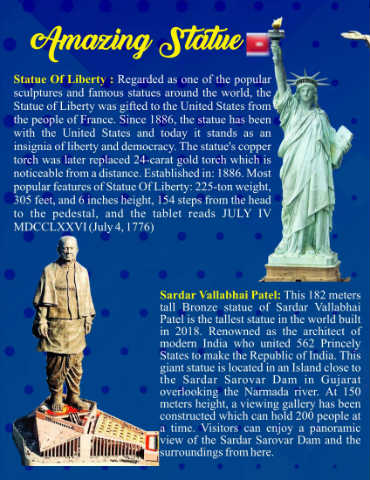 Amazing Statue
Statue Of Liberty : Regarded as one of the popular
sculptures and famous statues around the world, the
Statue of Liberty was gifted to the United States from
the people of France. Since 1886, the statue has been
with the United States and today it stands as an
insignia of liberty and democracy. The statue's copper
torch was later replaced 24-carat gold torch which is
noticeable from a distance. Established in: 1886. Most
popular features of Statue Of Liberty: 225-ton weight,
305 feet, and 6 inches height, 154 steps from the head
to the pedestal, and the tablet reads JULY IV
MDCCLXXVI (July 4, 1776)
Sardar Vallabhai Patel: This 182 meters
tall Bronze statue of Sardar Vallabhai
Patel is the tallest statue in the world built
in 2018. Renowned as the architect of
modern India who united 562 Princely
States to make the Republic of India. This
giant statue is located in an Island close to
the Sardar Sarovar Dam in Gujarat
overlooking the Narmada river. At 150
meters height, a viewing gallery has been
constructed which can hold 200 people at
a time. Visitors can enjoy a panoramic
view of the Sardar Sarovar Dam and the
surroundings from here.